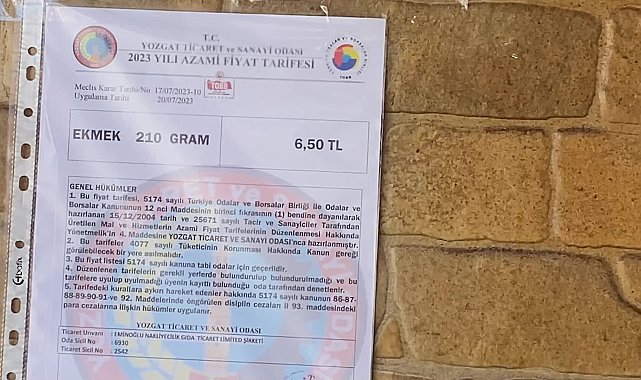 T.C.
YOZGAT TİCARET ve SANAYİ ODASI
2023 YILI AZAMİ FİYAT TARİFESİ
Meclis Karar Tarihi/No 17/07/2023-10
Uygulama Tarihi 20/07/2023
TOBB
EKMEK 210 GRAM 6,50 TL
GENEL HÜKÜMLER
1. Bu fiyat tarifesi, 5174 sayılı Türkiye Odalar ve Borsalar Birliği ile Odalar ve
Borsalar Kanununun 12 nci Maddesinin birinci fıkrasının (1) bendine dayanılarak
hazırlanan 15/12/2004 tarih ve 25671 sayılı Tacir ve Sanayiciler Tarafından
Üretilen Mal ve Hizmetlerin Azami Fiyat Tarifelerinin Düzenlenmesi Hakkında
Yönetmelik'in 4. Maddesine YOZGAT TİCARET VE SANAYİ ODASI'nca hazırlanmıştır.
2. Bu tarifeler 4077 sayılı Tüketicinin Korunması Hakkında Kanun gereği
görülebilecek bir yere asılmalıdır.
3. Bu fiyat listesi 5174 sayılı kanuna tabi odalar için geçerlidir.
4. Düzenlenen tarifelerin gerekli yerlerde bulundurulup bulundurulmadığı ve bu
tarifelere uyulup uyulmadığı üyenin kayıtlı bulunduğu oda tarafından denetlenir.
5. Tarifedeki kurallara aykırı hareket edenler hakkında 5174 sayılı kanunun 86-87-
88-89-90-91-ve 92. Maddelerinde öngörülen disiplin cezaları il 93. maddesindeki
para cezalarına ilişkin hükümler uygulanır.
YOZGAT TİCARET VE SANAYİ ODASI
Ticaret Unvanı : EMİNOĞLU NAKLİYECİLİK GIDA TİCARET LİMİTED ŞİRKETİ
Oda Sicil No : 6930
Ticaret Sicil No : 2542